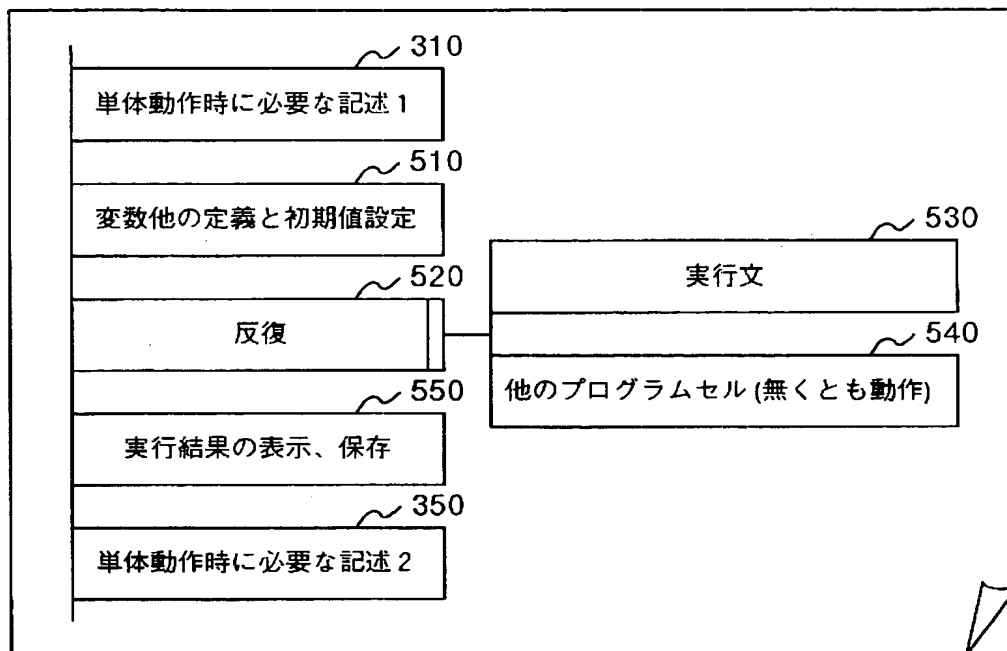 310
単体動作時に必要な記述1
510
変数他の定義と初期値設定
520
反復
530
実行文
540
他のプログラムセル(無くとも動作)
550
実行結果の表示、保存
350
単体動作時に必要な記述2